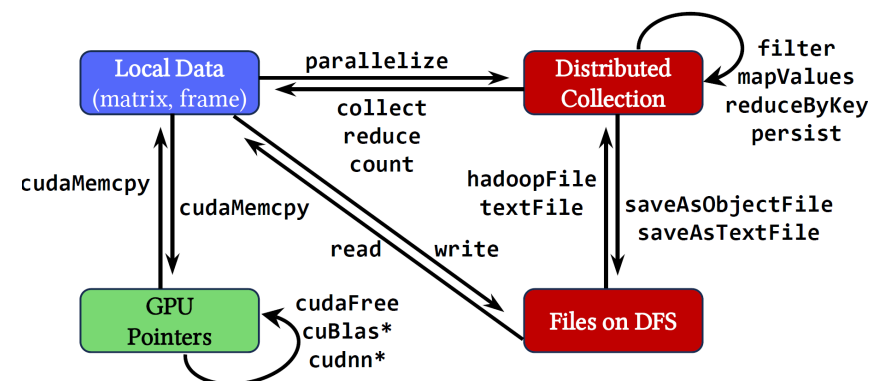 Local Data
(matrix, frame)
parallelize
collect
reduce
count
Distributed
Collection
filter
mapValues
reduceByKey
persist
cudaMemcpy
cudaMemcpy
hadoopFile
textFile
saveAsObjectFile
saveAsTextFile
read
write
GPU
Pointers
cudaFree
cuBlas*
cudnn*
Files on DFS